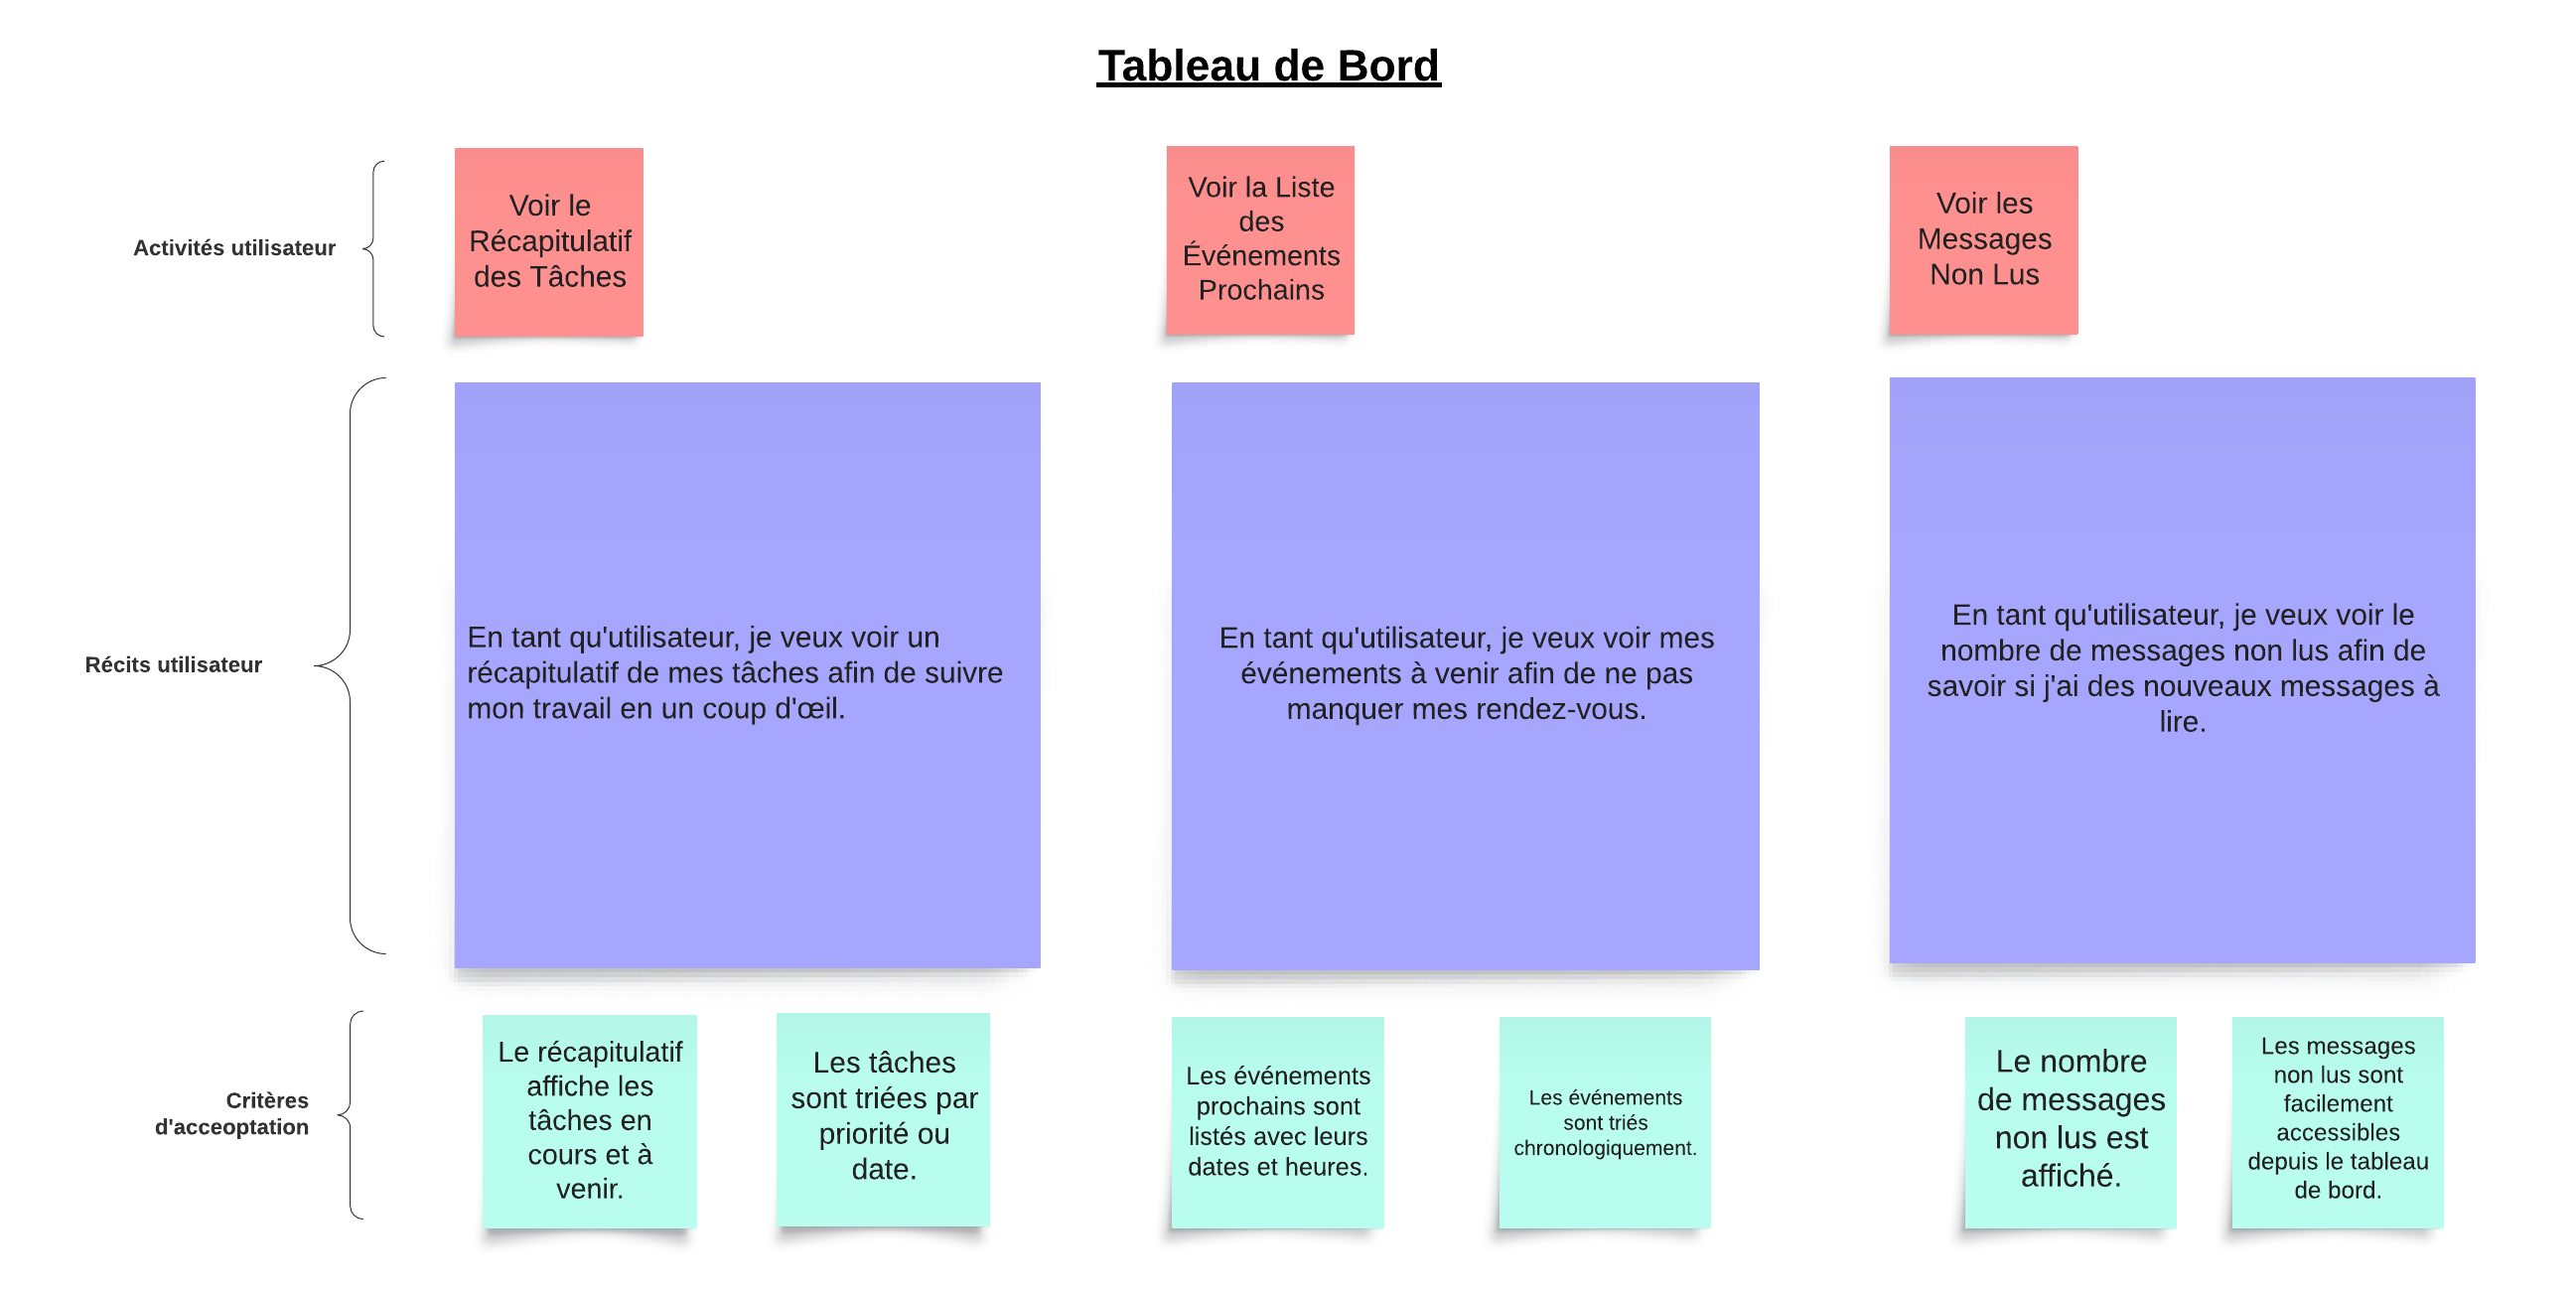 Tableau de Bord
Activités utilisateur
Voir le
Récapitulatif
des Tâches
Voir la Liste
des
Événements
Prochains
Voir les
Messages
Non Lus
Récits utilisateur
En tant qu'utilisateur, je veux voir un
récapitulatif de mes tâches afin de suivre
mon travail en un coup d'œil.
En tant qu'utilisateur, je veux voir mes
événements à venir afin de ne pas
manquer mes rendez-vous.
En tant qu'utilisateur, je veux voir le
nombre de messages non lus afin de
savoir si j'ai des nouveaux messages à
lire.
Critères
d'acceoptation
Le récapitulatif
affiche les
tâches en
cours et à
venir.
Les tâches
sont triées par
priorité ou
date.
Les événements
prochains sont
listés avec leurs
dates et heures.
Les événements
sont triés
chronologiquement.
Le nombre
de messages
non lus est
affiché.
Les messages
non lus sont
facilement
accessibles
depuis le tableau
de bord.